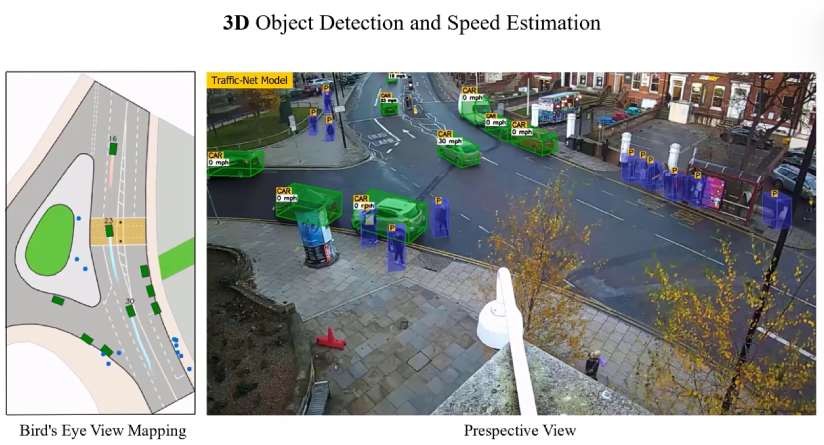 3D Object Detection and Speed Estimation
Traffic-Net Model
16
23
30
CAR
23 mph
CAR
0 mph
CAR
0 mph
CAR
30 mph
CAR
0 mph
CAR
0 mph
CAR
0 mph
P
P
P
P
P
P
P
P
P
P
P
P
Bird's Eye View Mapping
Prespective View